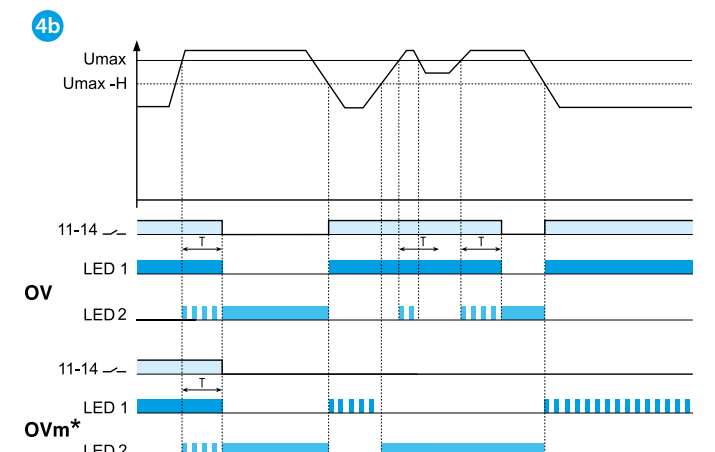 4b
Umax
Umax -H
11-14
T
T
T
LED 1
OV
LED 2
11-14
T
LED 1
OVm*
LED 2